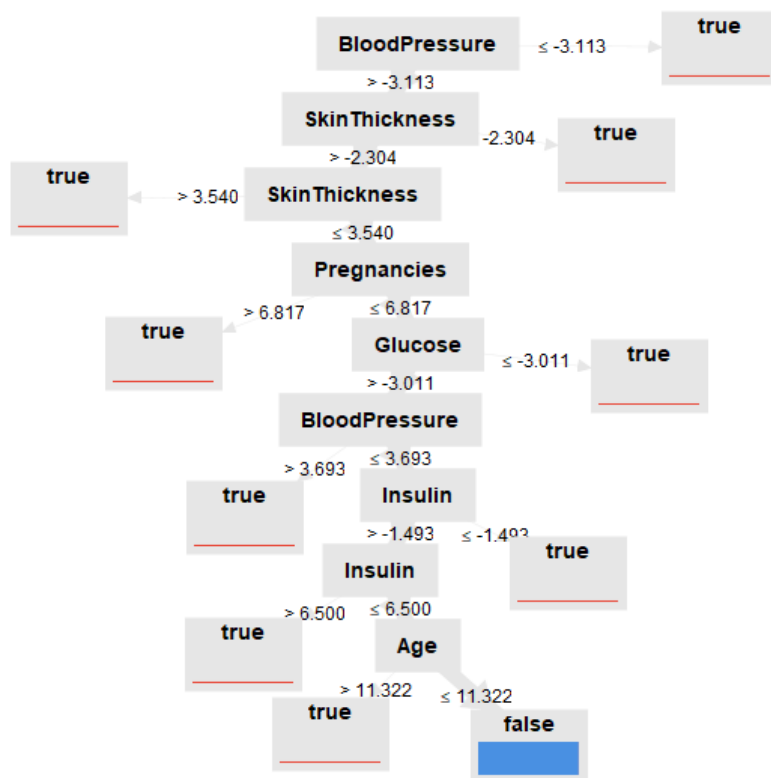 true
BloodPressure
≤ -3.113
> -3.113
SkinThickness
-2.304
true
> -2.304
true
> 3.540
SkinThickness
≤ 3.540
Pregnancies
> 6.817
≤ 6.817
true
Glucose
≤ -3.011
true
> -3.011
BloodPressure
> 3.693
≤ 3.693
true
Insulin
> -1.493
≤ -1.493
true
Insulin
> 6.500
≤ 6.500
true
Age
> 11.322
≤ 11.322
true
false